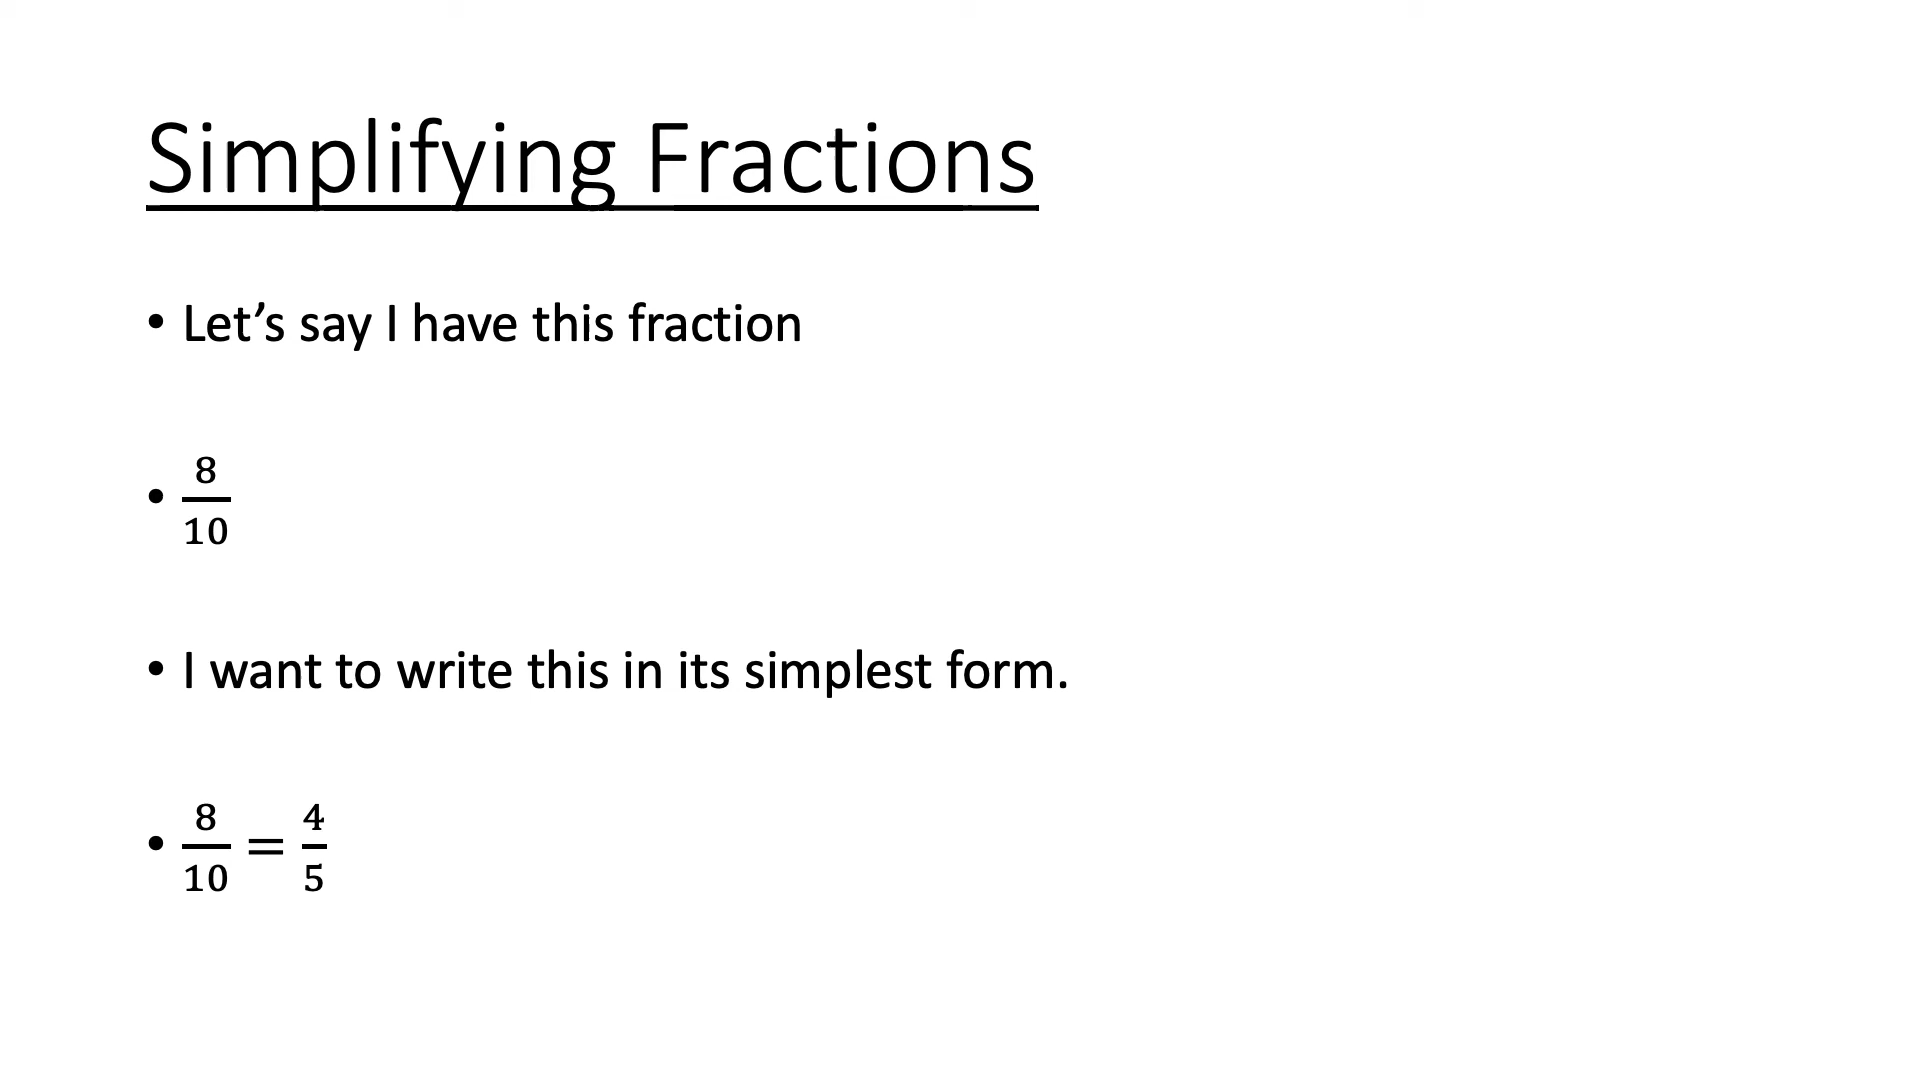 Simplifying Fractions
• Let’s say I have this fraction
• 8/10
• I want to write this in its simplest form.
• 8/10 = 4/5